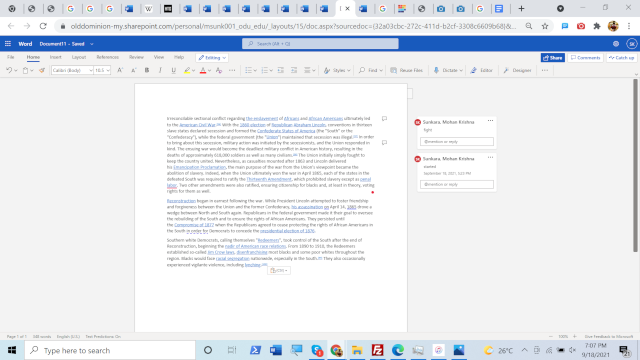 olddominion-my.sharepoint.com/personal/msunk001_odu_edu/_layouts/15/doc.aspx?sourcedoc={32a03cbc-272c-411d-b2cf-3308c6609b68}&...
Word Document11 - Saved
Search (Alt + Q)
File Home Insert Layout References Review View Help Editing Share Comments Catch up
Calibri (Body) 10.5 B I U A Styles Find Reuse Files Dictate Editor Designer
Irreconcilable sectional conflict regarding the enslavement of Africans and African Americans ultimately led
to the American Civil War. With the 1860 election of Republican Abraham Lincoln, conventions in thirteen
slave states declared secession and formed the Confederate States of America (the "South" or the
"Confederacy"), while the federal government (the "Union") maintained that secession was illegal. In order
to bring about this secession, military action was initiated by the secessionists, and the Union responded in
kind. The ensuing war would become the deadliest military conflict in American history, resulting in the
deaths of approximately 618,000 soldiers as well as many civilians. The Union initially simply fought to
keep the country united. Nevertheless, as casualties mounted after 1863 and Lincoln delivered
his Emancipation Proclamation, the main purpose of the war from the Union's viewpoint became the
abolition of slavery. Indeed, when the Union ultimately won the war in April 1865, each of the states in the
defeated South was required to ratify the Thirteenth Amendment, which prohibited slavery except as penal
labor. Two other amendments were also ratified, ensuring citizenship for blacks and, at least in theory, voting
rights for them as well.
Reconstruction began in earnest following the war. While President Lincoln attempted to foster friendship
and forgiveness between the Union and the former Confederacy, his assassination on April 14, 1865 drove a
wedge between North and South again. Republicans in the federal government made it their goal to oversee
the rebuilding of the South and to ensure the rights of African Americans. They persisted until
the Compromise of 1877 when the Republicans agreed to cease protecting the rights of African Americans in
the South in order for Democrats to concede the presidential election of 1876.
Southern white Democrats, calling themselves "Redeemers", took control of the South after the end of
Reconstruction, beginning the nadir of American race relations. From 1890 to 1910, the Redeemers
established so-called Jim Crow laws, disenfranchising most blacks and some poor whites throughout the
region. Blacks would face racial segregation nationwide, especially in the South. They also occasionally
experienced vigilante violence, including lynching.
(Ctrl)
Sunkara, Mohan Krishna
fight
@mention or reply
Sunkara, Mohan Krishna
wanted
September 18, 2021, 6:25 PM
@mention or reply
Page 1 of 1 340 words English (U.S.) Text Predictions: On 100% Give Feedback to Microsoft
Type here to search
26°C
7:07 PM
9/18/2021